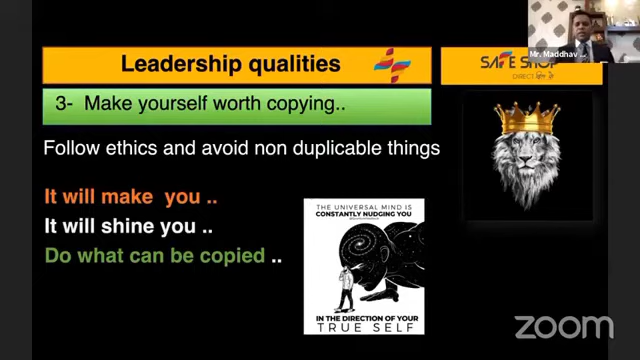 Leadership qualities
3- Make yourself worth copying..
Follow ethics and avoid non duplicable things
It will make you ..
It will shine you ..
Do what can be copied ..
THE UNIVERSAL MIND IS
CONSTANTLY NUDGING YOU
IN THE DIRECTION OF YOUR
TRUE SELF
SAFE SHOP
DIRECT
Mr. Maddhav
zoom